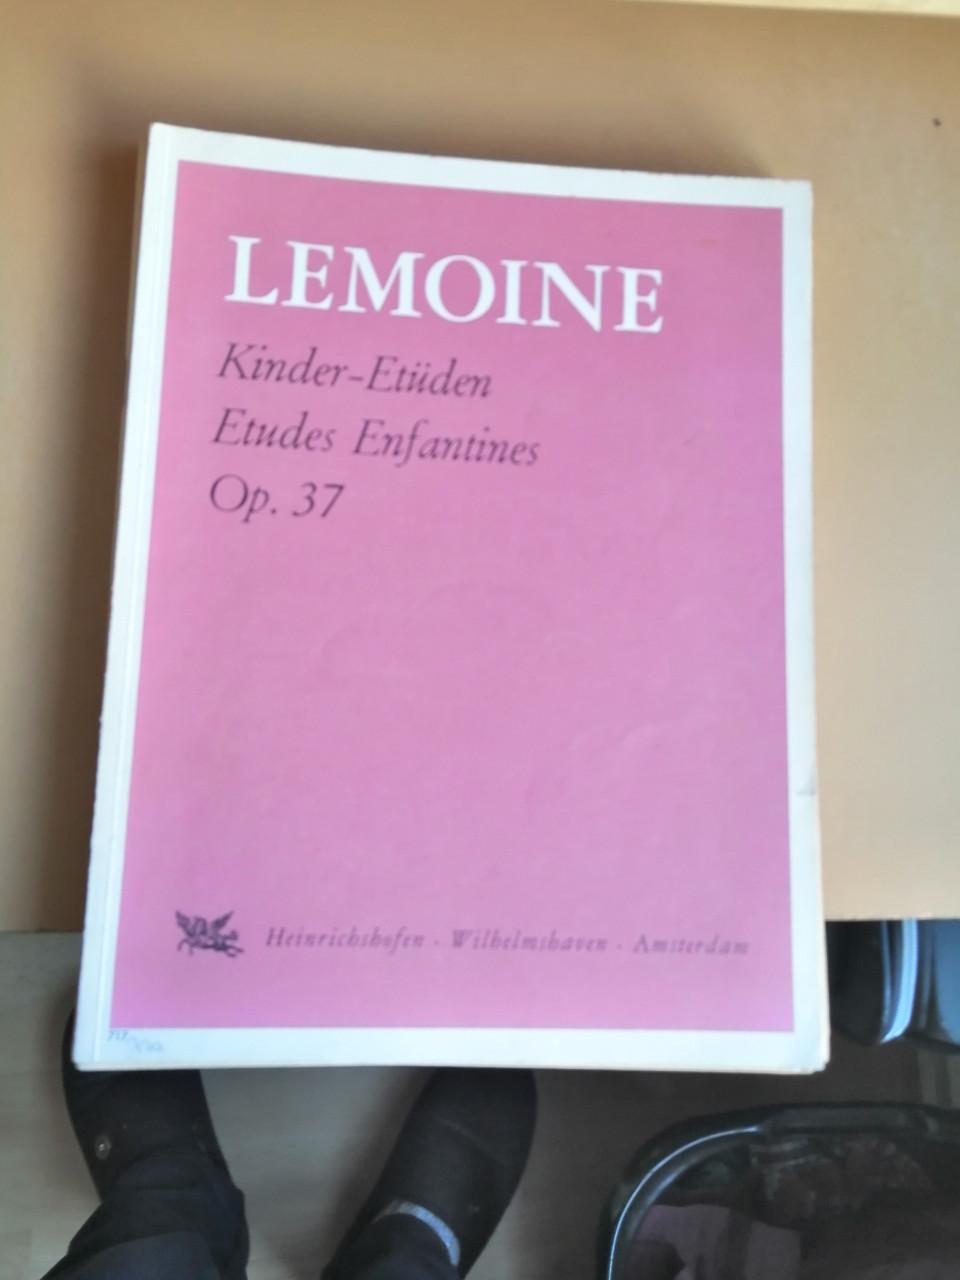 LEMOINE
Kinder-Etüden
Etudes Enfantines
Op. 37
Heinrichshofen · Wilhelmshaven · Amsterdam